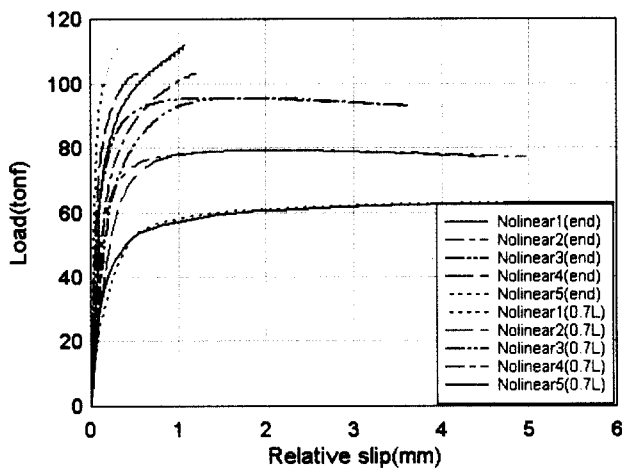 120
100
80
60
40
20
0
Load(tonf)
Nolinear1(end)
Nolinear2(end)
Nolinear3(end)
Nolinear4(end)
Nolinear5(end)
Nolinear1(0.7L)
Nolinear2(0.7L)
Nolinear3(0.7L)
Nolinear4(0.7L)
Nolinear5(0.7L)
0 1 2 3 4 5 6
Relative slip(mm)